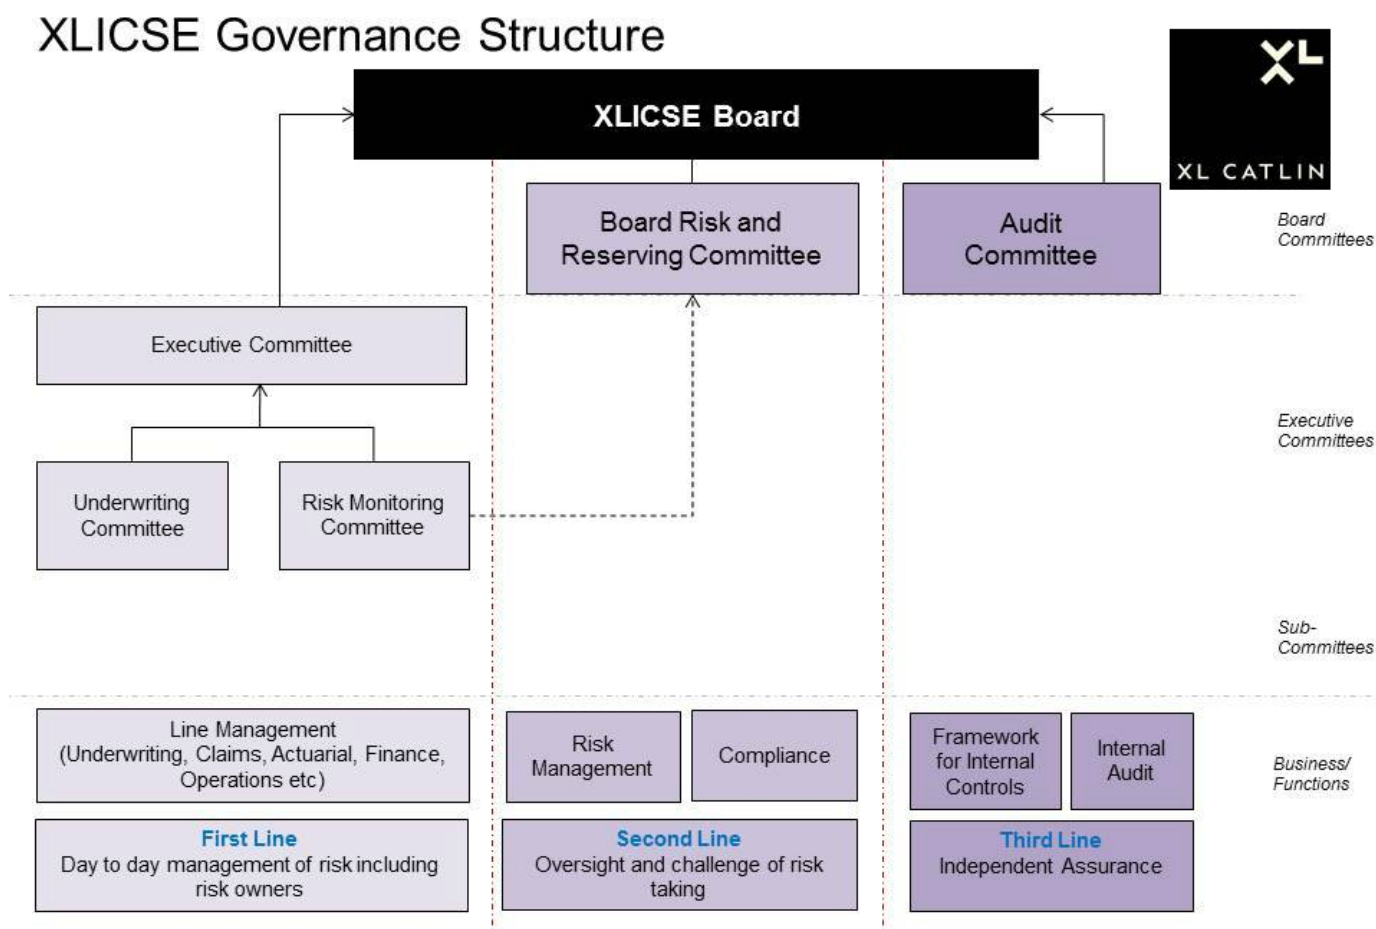 XLICSE Governance Structure
XLICSE Board
XL
XL CATLIN
Board Risk and
Reserving Committee
Audit
Committee
Board
Committees
Executive Committee
Executive
Committees
Underwriting
Committee
Risk Monitoring
Committee
Sub-
Committees
Line Management
(Underwriting, Claims, Actuarial, Finance,
Operations etc)
Risk
Management
Compliance
Framework
for Internal
Controls
Internal
Audit
Business/
Functions
First Line
Day to day management of risk including
risk owners
Second Line
Oversight and challenge of risk
taking
Third Line
Independent Assurance